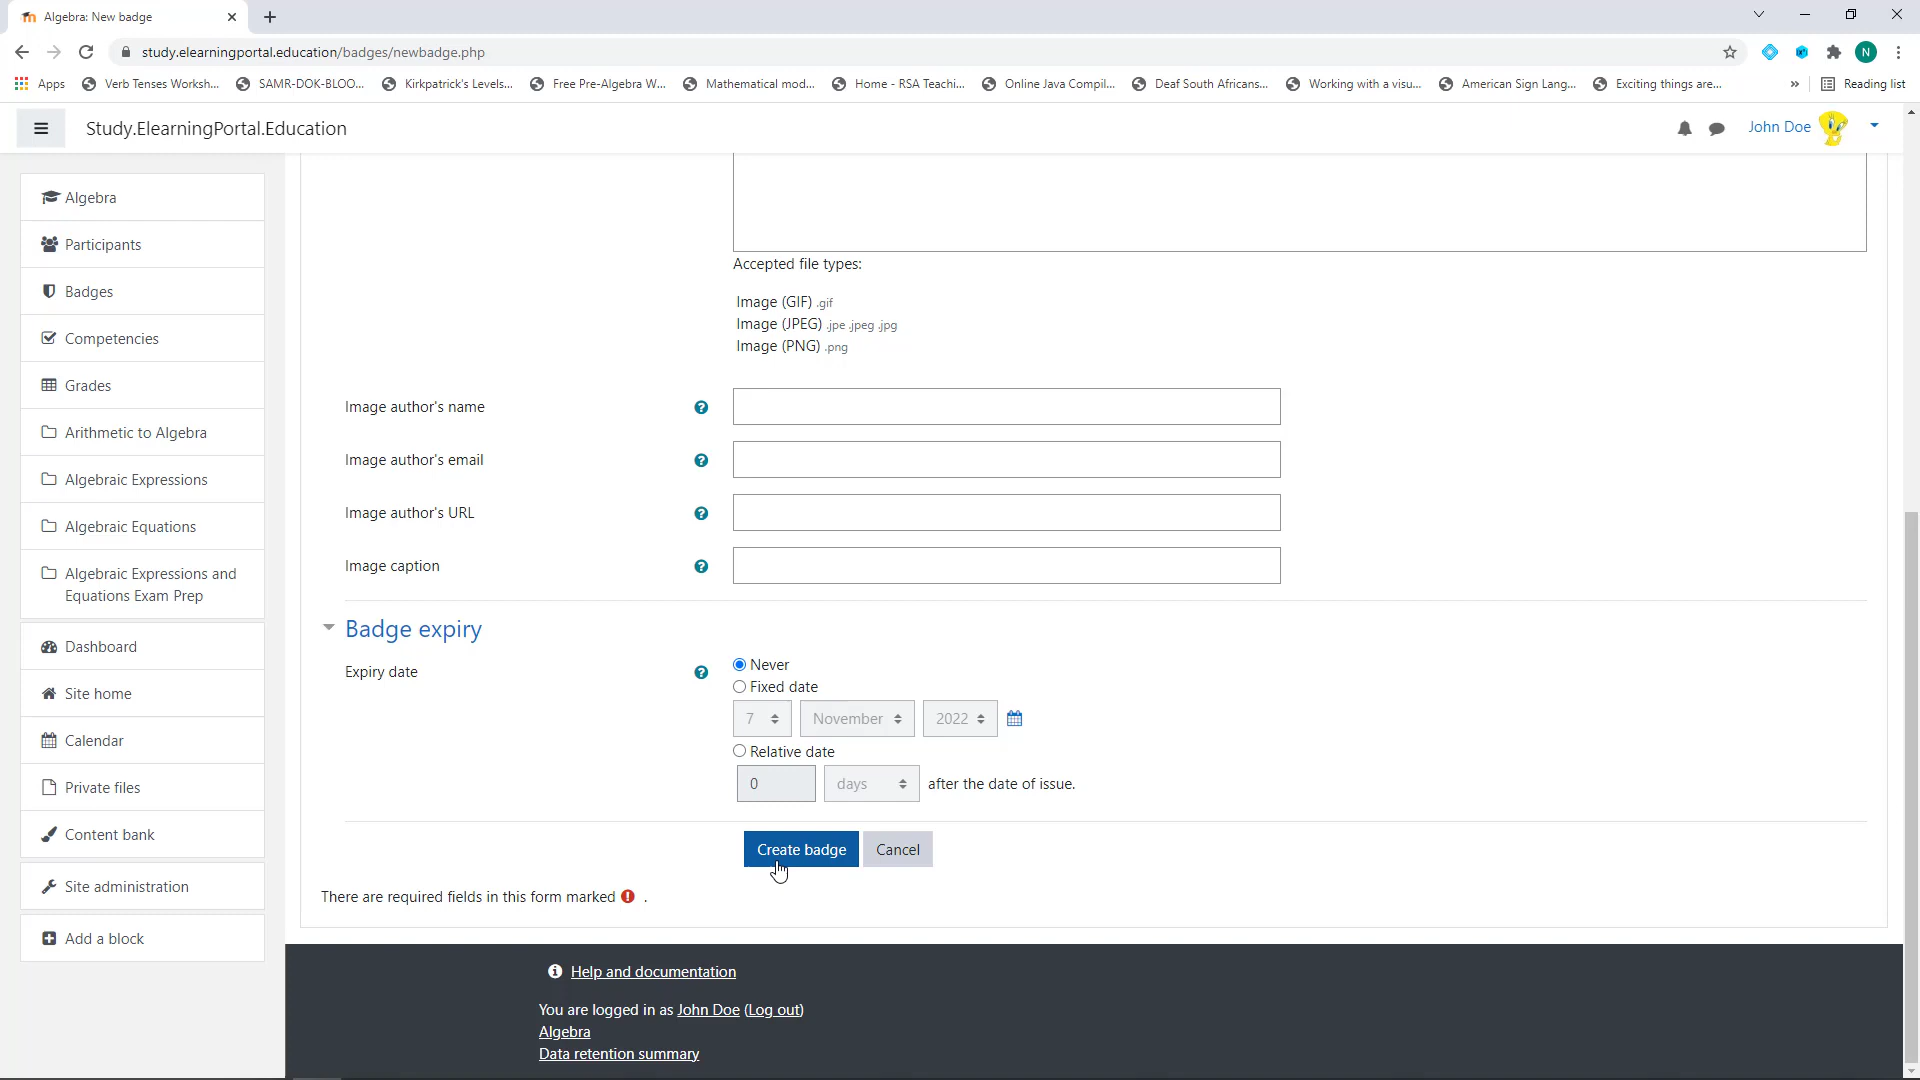 Algebra: New badge
study.elearningportal.education/badges/newbadge.php
N
Apps Verb Tenses Worksh... SAMR-DOK-BLOO... Kirkpatrick's Levels... Free Pre-Algebra W... Mathematical mod... Home - RSA Teachi... Online Java Compil... Deaf South Africans... Working with a visu... American Sign Lang... Exciting things are... » Reading list
Study.ElearningPortal.Education
John Doe
Algebra
Participants
Badges
Competencies
Grades
Arithmetic to Algebra
Algebraic Expressions
Algebraic Equations
Algebraic Expressions and
Equations Exam Prep
Dashboard
Site home
Calendar
Private files
Content bank
Site administration
Add a block
Accepted file types:
Image (GIF) .gif
Image (JPEG) .jpe .jpeg .jpg
Image (PNG) .png
Image author's name
Image author's email
Image author's URL
Image caption
Badge expiry
Expiry date
Never
Fixed date
7 November 2022
Relative date
0 days after the date of issue.
Create badge Cancel
There are required fields in this form marked .
Help and documentation
You are logged in as John Doe (Log out)
Algebra
Data retention summary